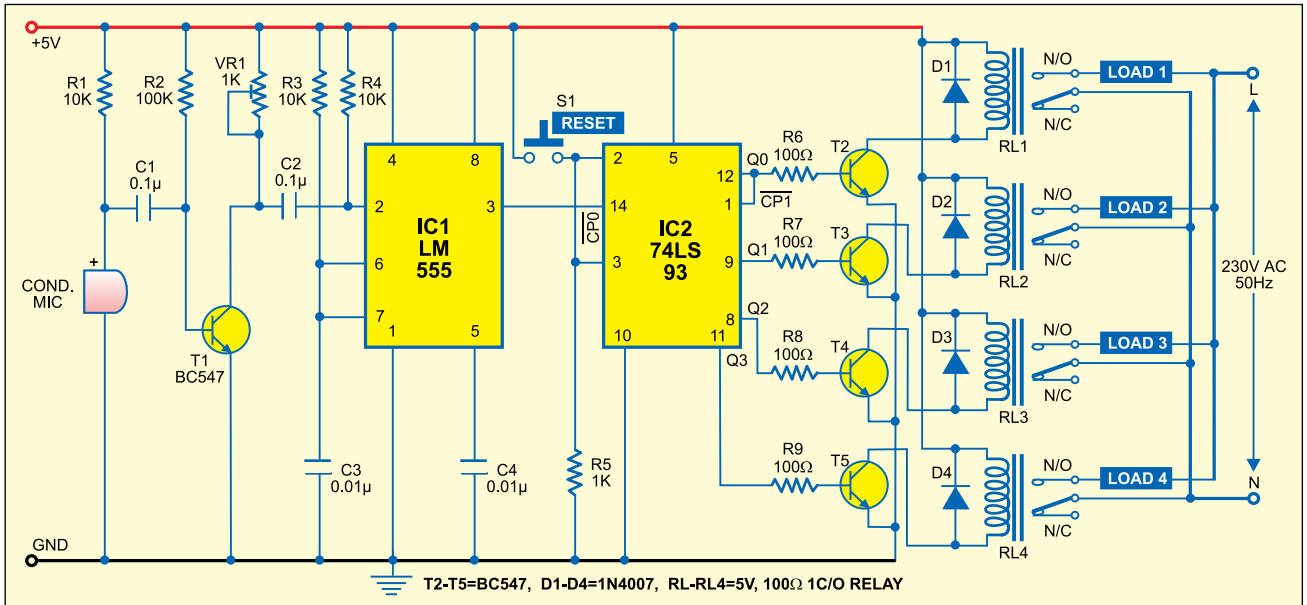 +5V
R1
10K
R2
100K
VR1
1K
R3
10K
R4
10K
S1
RESET
C1
0.1µ
C2
0.1µ
+
COND.
MIC
T1
BC547
4
8
2
3
6
7
1
5
IC1
LM
555
C3
0.01µ
C4
0.01µ
2
5
14
3
10
12
1
9
8
11
IC2
74LS
93
CP0
R5
1K
Q0
CP1
Q1
Q2
Q3
R6
100Ω
R7
100Ω
R8
100Ω
R9
100Ω
T2
T3
T4
T5
D1
RL1
N/O
N/C
LOAD 1
D2
RL2
N/O
N/C
LOAD 2
D3
RL3
N/O
N/C
LOAD 3
D4
RL4
N/O
N/C
LOAD 4
L
230V AC
50Hz
N
GND
T2-T5=BC547, D1-D4=1N4007, RL-RL4=5V, 100Ω 1C/O RELAY